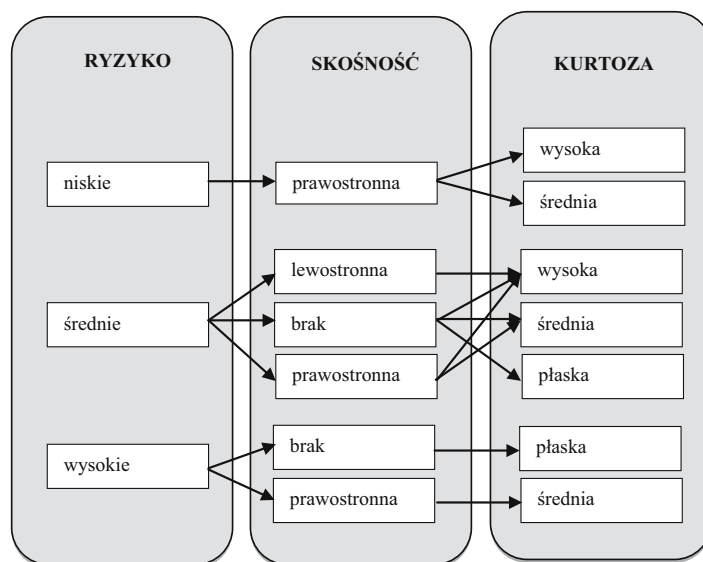 RYZYKO
SKOŚNOŚĆ
KURTOZA
niskie
prawostronna
wysoka
średnia
średnie
lewostronna
brak
prawostronna
wysoka
średnia
płaska
wysokie
brak
prawostronna
płaska
średnia